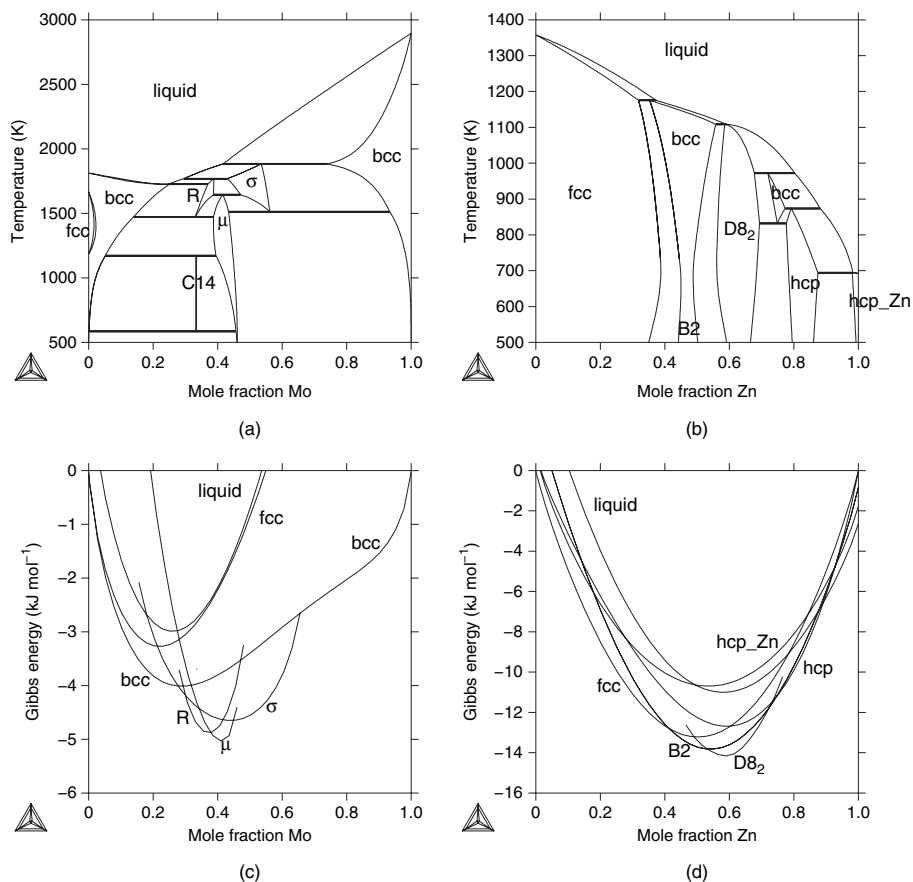 3000
2500
2000
1500
1000
500
Temperature (K)
liquid
bcc
bcc
fcc
R
σ
μ
C14
0 0.2 0.4 0.6 0.8 1.0
Mole fraction Mo
(a)
1400
1300
1200
1100
1000
900
800
700
600
500
Temperature (K)
liquid
bcc
fcc
bcc
D8₂
hcp
hcp_Zn
B2
0 0.2 0.4 0.6 0.8 1.0
Mole fraction Zn
(b)
0
−1
−2
−3
−4
−5
−6
Gibbs energy (kJ mol⁻¹)
liquid
fcc
bcc
bcc
R
σ
μ
0 0.2 0.4 0.6 0.8 1.0
Mole fraction Mo
(c)
0
−2
−4
−6
−8
−10
−12
−14
−16
Gibbs energy (kJ mol⁻¹)
liquid
hcp_Zn
hcp
fcc
B2
D8₂
0 0.2 0.4 0.6 0.8 1.0
Mole fraction Zn
(d)